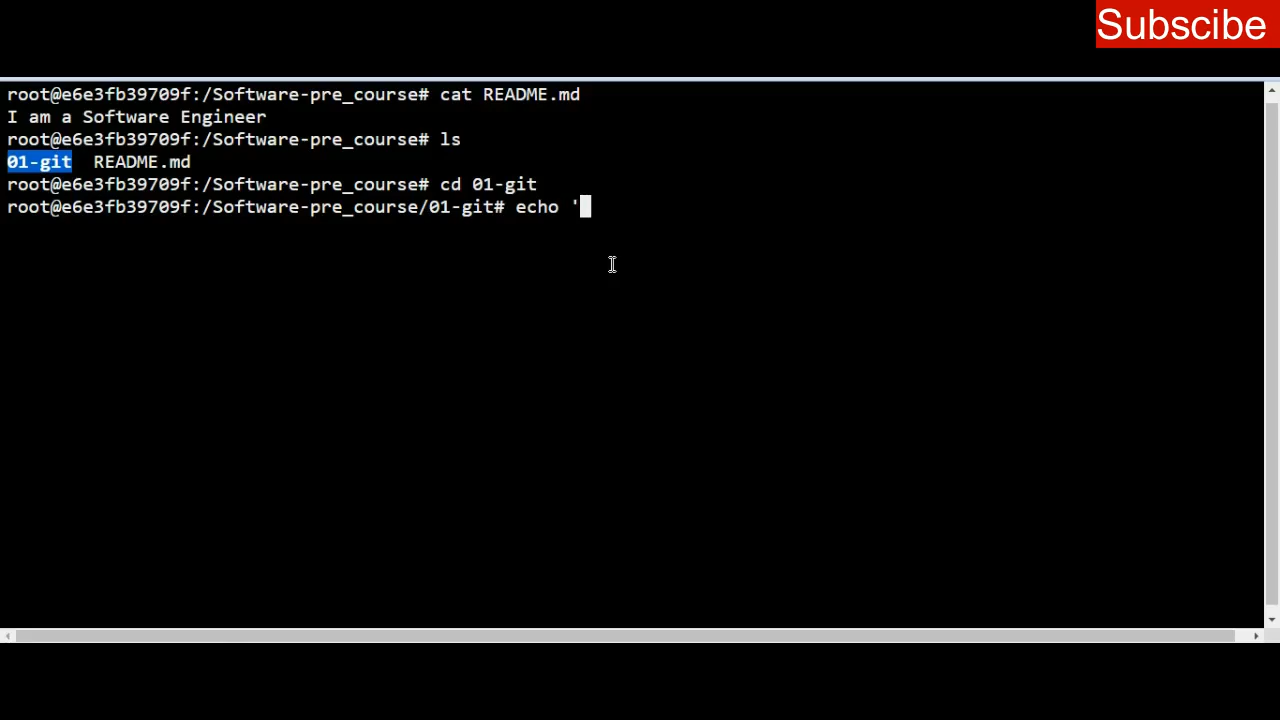 Subscibe
root@e6e3fb39709f:/Software-pre_course# cat README.md
I am a Software Engineer
root@e6e3fb39709f:/Software-pre_course# ls
01-git  README.md
root@e6e3fb39709f:/Software-pre_course# cd 01-git
root@e6e3fb39709f:/Software-pre_course/01-git# echo '